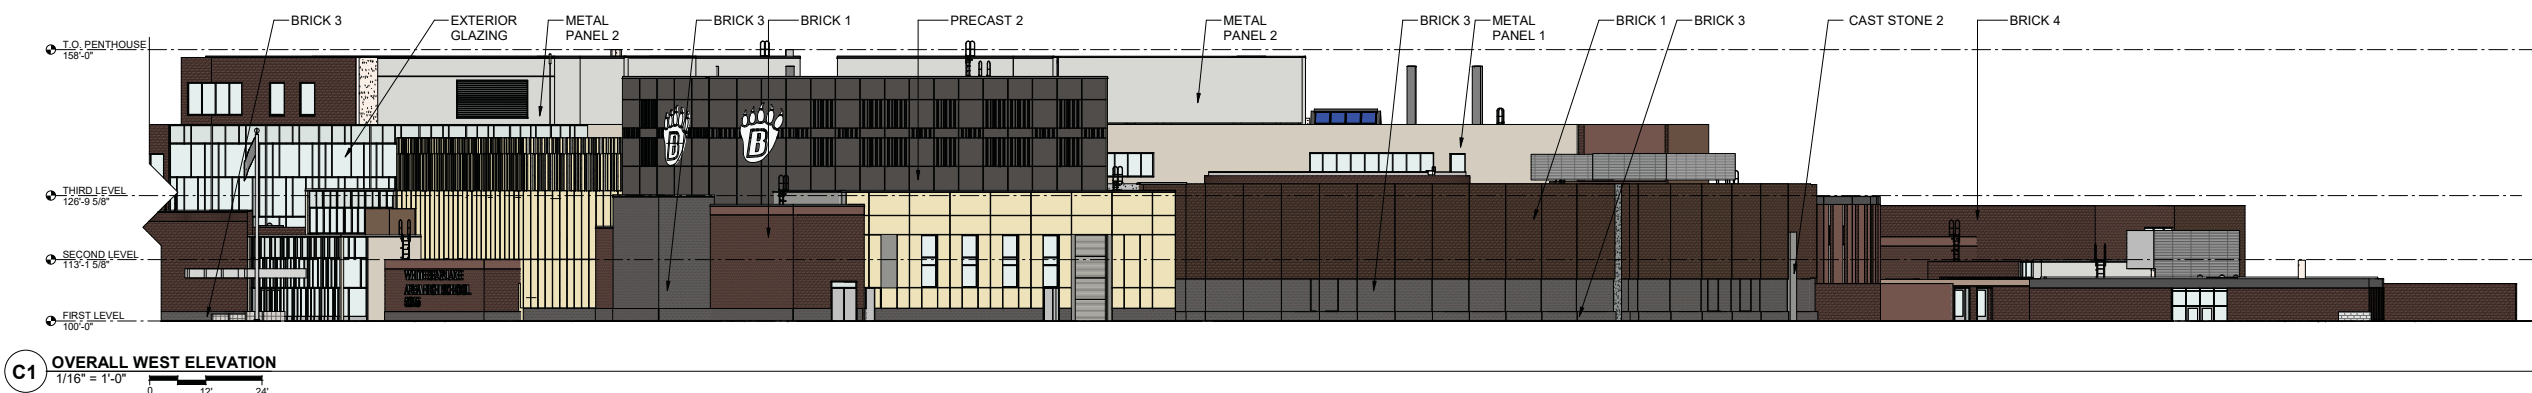 BRICK 3
EXTERIOR
GLAZING
METAL
PANEL 2
BRICK 3
BRICK 1
PRECAST 2
METAL
PANEL 2
BRICK 3
METAL
PANEL 1
BRICK 1
BRICK 3
CAST STONE 2
BRICK 4
T.O. PENTHOUSE
158'-0"
B
B
THIRD LEVEL
126'-9 5/8"
SECOND LEVEL
113'-1 5/8"
FIRST LEVEL
100'-0"
C1
OVERALL WEST ELEVATION
1/16" = 1'-0"
0 12' 24'